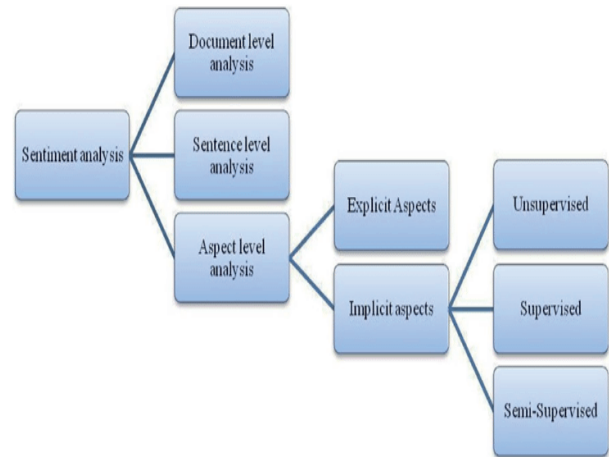 Document level
analysis
Sentiment analysis
Sentence level
analysis
Aspect level
analysis
Explicit Aspects
Implicit aspects
Unsupervised
Supervised
Semi-Supervised